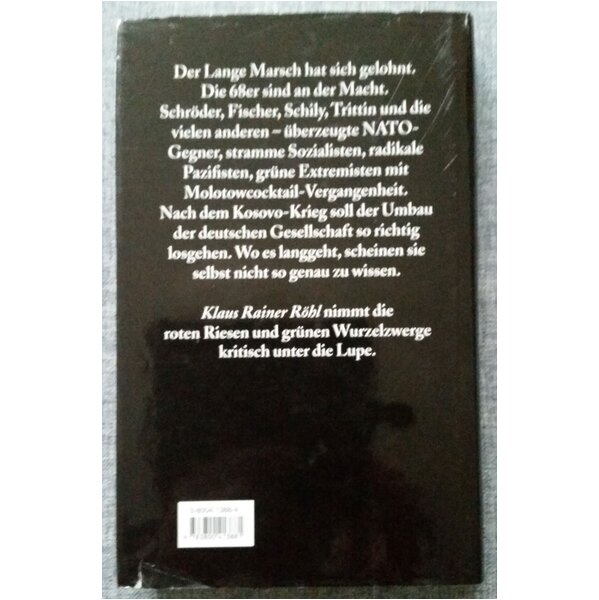 Der Lange Marsch hat sich gelohnt.
Die 68er sind an der Macht.
Schröder, Fischer, Schily, Trittin und die
vielen anderen – überzeugte NATO-
Gegner, stramme Sozialisten, radikale
Pazifisten, grüne Extremisten mit
Molotowcocktail-Vergangenheit.
Nach dem Kosovo-Krieg soll der Umbau
der deutschen Gesellschaft so richtig
losgehen. Wo es langgeht, scheinen sie
selbst nicht so genau zu wissen.
Klaus Rainer Röhl nimmt die
roten Riesen und grünen Wurzelzwerge
kritisch unter die Lupe.